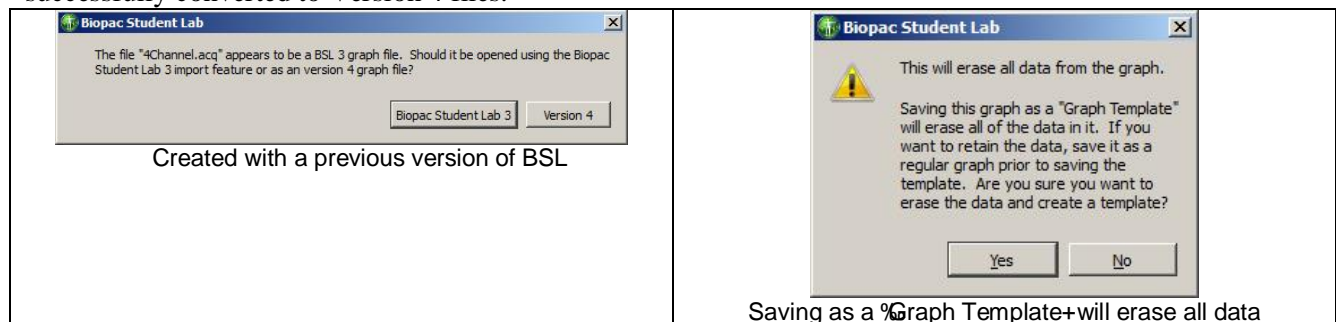 successfully converted to Version 4 files.
Biopac Student Lab
The file "4Channel.acq" appears to be a BSL 3 graph file. Should it be opened using the Biopac
Student Lab 3 import feature or as an version 4 graph file?
Biopac Student Lab 3
Version 4
Created with a previous version of BSL
Biopac Student Lab
This will erase all data from the graph.
Saving this graph as a "Graph Template"
will erase all of the data in it. If you
want to retain the data, save it as a
regular graph prior to saving the
template. Are you sure you want to
erase the data and create a template?
Yes
No
Saving as a %Graph Template+will erase all data